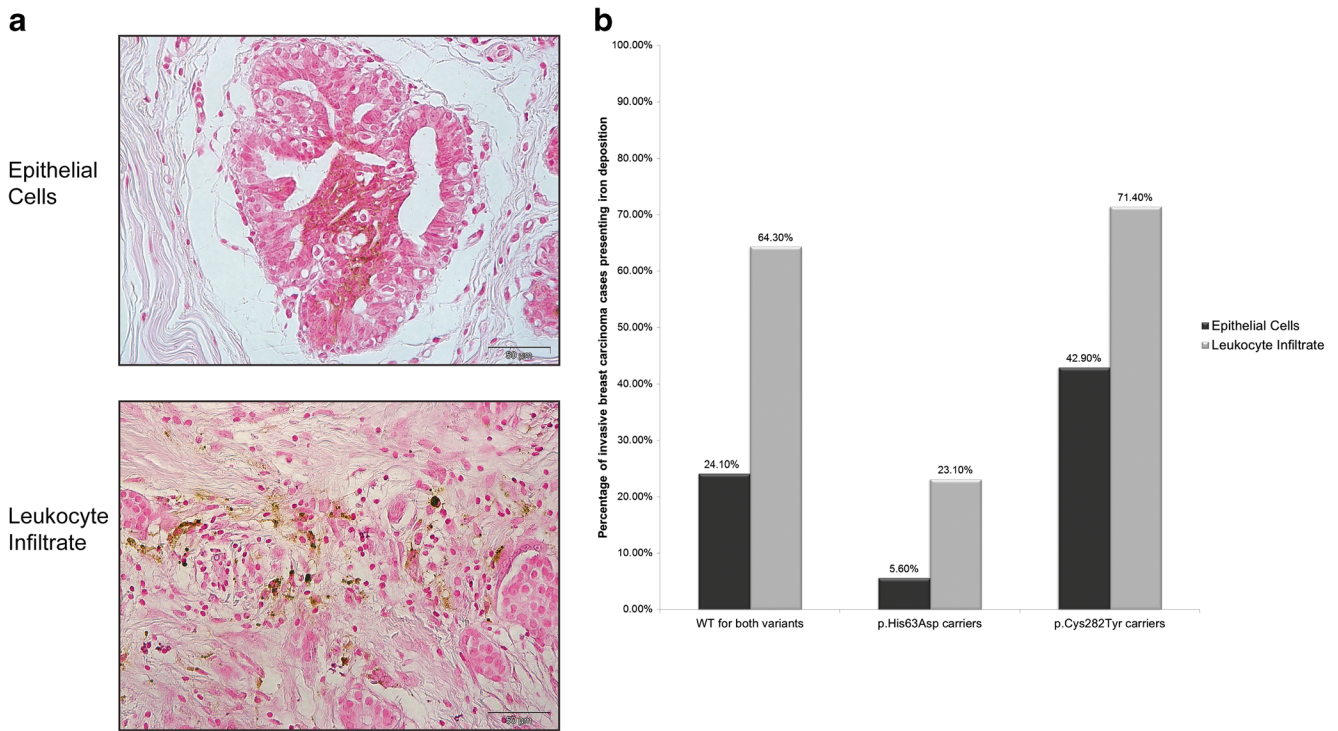 a
Epithelial
Cells
50 µm
Leukocyte
Infiltrate
50 µm
b
Percentage of invasive breast carcinoma cases presenting iron deposition
100.00%
90.00%
80.00%
70.00%
60.00%
50.00%
40.00%
30.00%
20.00%
10.00%
0.00%
24.10%
64.30%
5.60%
23.10%
42.90%
71.40%
WT for both variants
p.His63Asp carriers
p.Cys282Tyr carriers
Epithelial Cells
Leukocyte Infiltrate